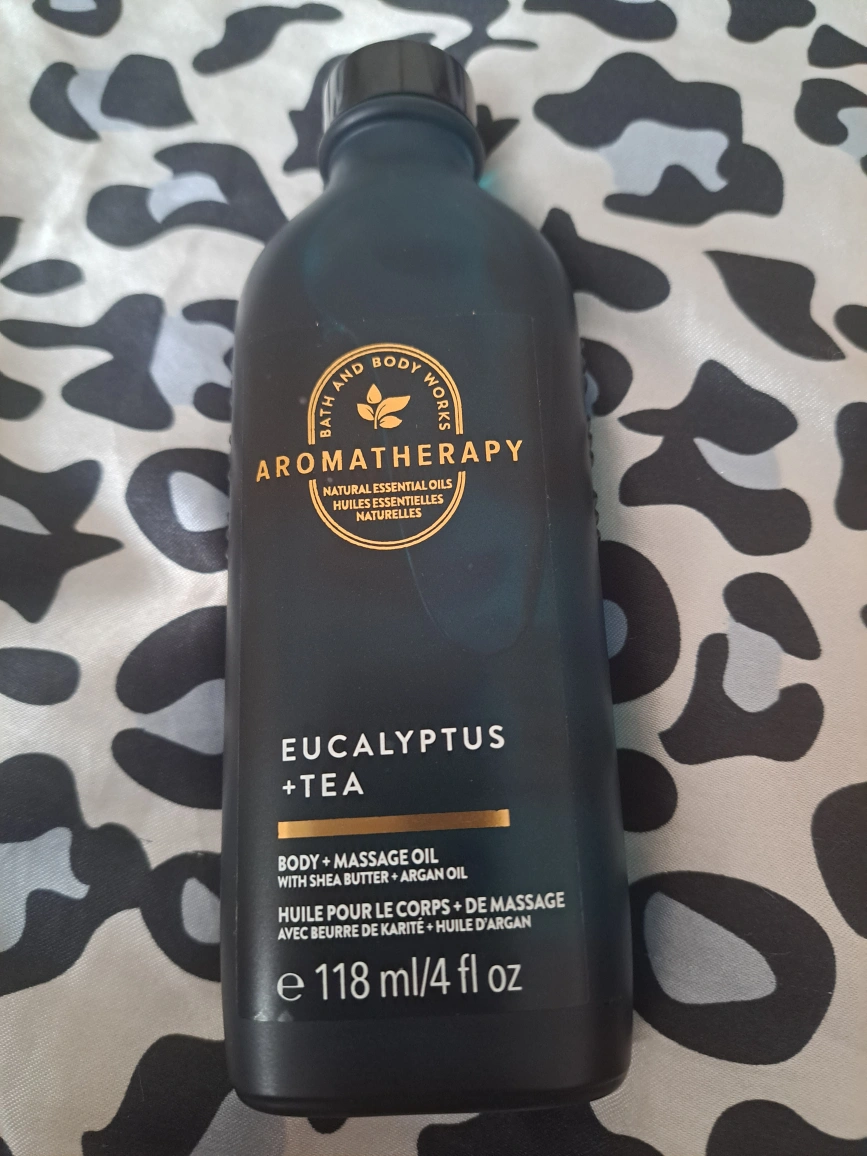 BATH AND BODY WORKS
AROMATHERAPY
NATURAL ESSENTIAL OILS
HUILES ESSENTIELLES
NATURELLES
EUCALYPTUS
+TEA
BODY + MASSAGE OIL
WITH SHEA BUTTER + ARGAN OIL
HUILE POUR LE CORPS + DE MASSAGE
AVEC BEURRE DE KARITÉ + HUILE D'ARGAN
℮ 118 ml/4 fl oz